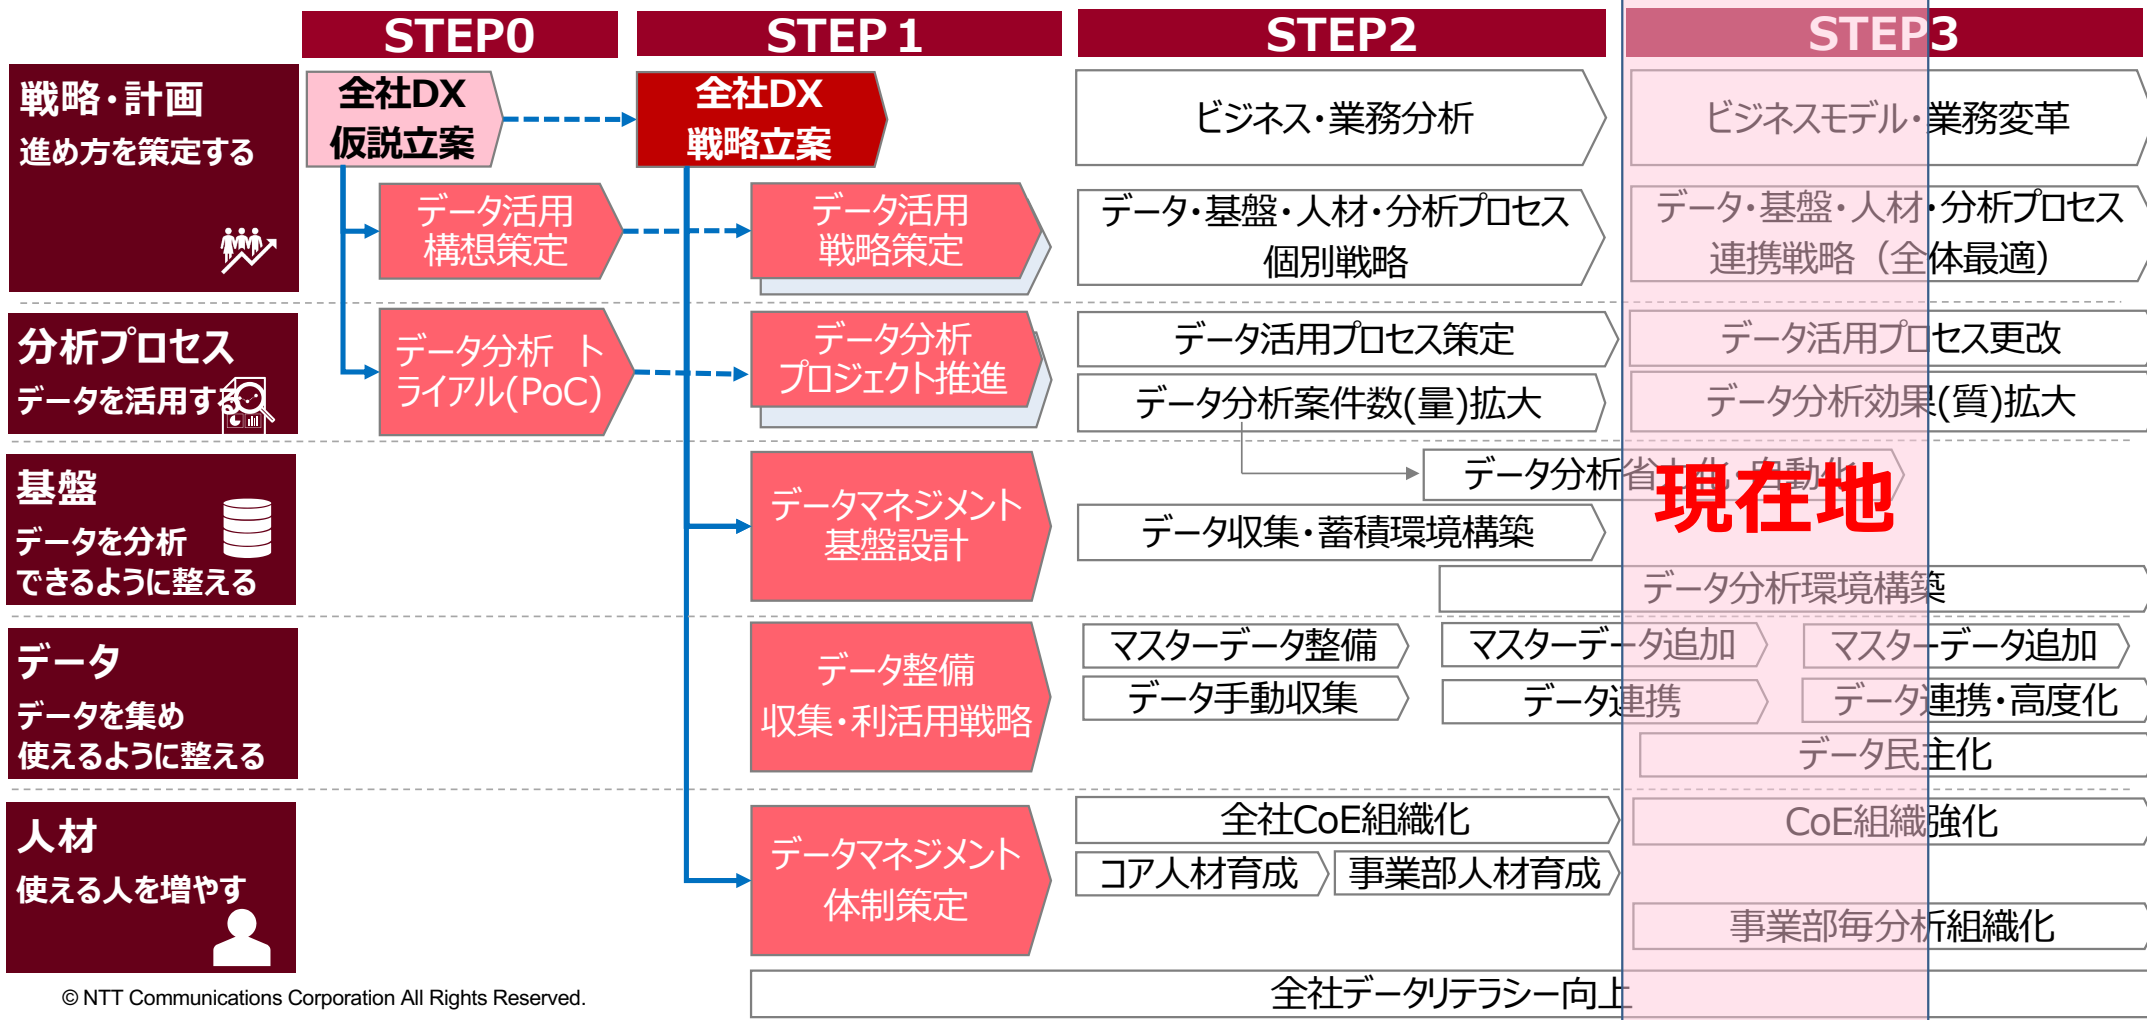 STEP0
STEP１
STEP2
STEP3
戦略・計画
進め方を策定する
全社DX
仮説立案
全社DX
戦略立案
ビジネス・業務分析
ビジネスモデル・業務変革
データ活用
構想策定
データ活用
戦略策定
データ・基盤・人材・分析プロセス
個別戦略
データ・基盤・人材・分析プロセス
連携戦略（全体最適）
分析プロセス
データを活用する
データ分析　ト
ライアル(PoC)
データ分析
プロジェクト推進
データ活用プロセス策定
データ活用プロセス更改
データ分析案件数(量)拡大
データ分析効果(質)拡大
基盤
データを分析
できるように整える
データマネジメント
基盤設計
データ分析省力化・自動化
現在地
データ収集・蓄積環境構築
データ分析環境構築
データ
データを集め
使えるように整える
データ整備
収集・利活用戦略
マスターデータ整備
マスターデータ追加
マスターデータ追加
データ手動収集
データ連携
データ連携・高度化
データ民主化
人材
使える人を増やす
データマネジメント
体制策定
全社CoE組織化
CoE組織強化
コア人材育成
事業部人材育成
事業部毎分析組織化
全社データリテラシー向上
© NTT Communications Corporation All Rights Reserved.